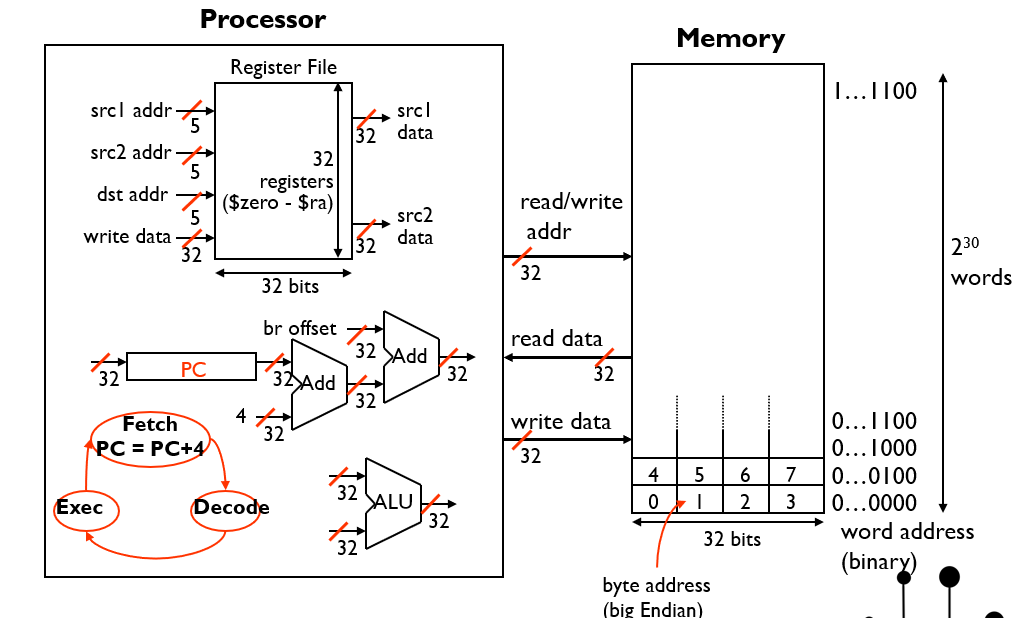 Processor
Register File
src1 addr
5
src2 addr
5
dst addr
5
write data
32
32
registers
($zero - $ra)
src1
data
32
src2
data
32
32 bits
br offset
32
Add
32
PC
32
32
Add
32
4
32
Fetch
PC = PC+4
Exec
Decode
32
ALU
32
32
read/write
addr
32
read data
32
write data
32
Memory
1…1100
2³⁰
words
0…1100
0…1000
4 5 6 7
0…0100
0 1 2 3
0…0000
32 bits
word address
(binary)
byte address
(big Endian)